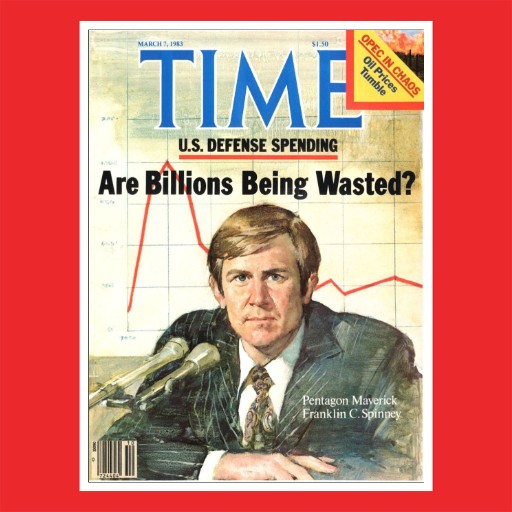 MARCH 7, 1983
$1.50
OPEC IN CHAOS
Oil Prices
Tumble
TIME
U.S. DEFENSE SPENDING
Are Billions Being Wasted?
Pentagon Maverick
Franklin C. Spinney
10